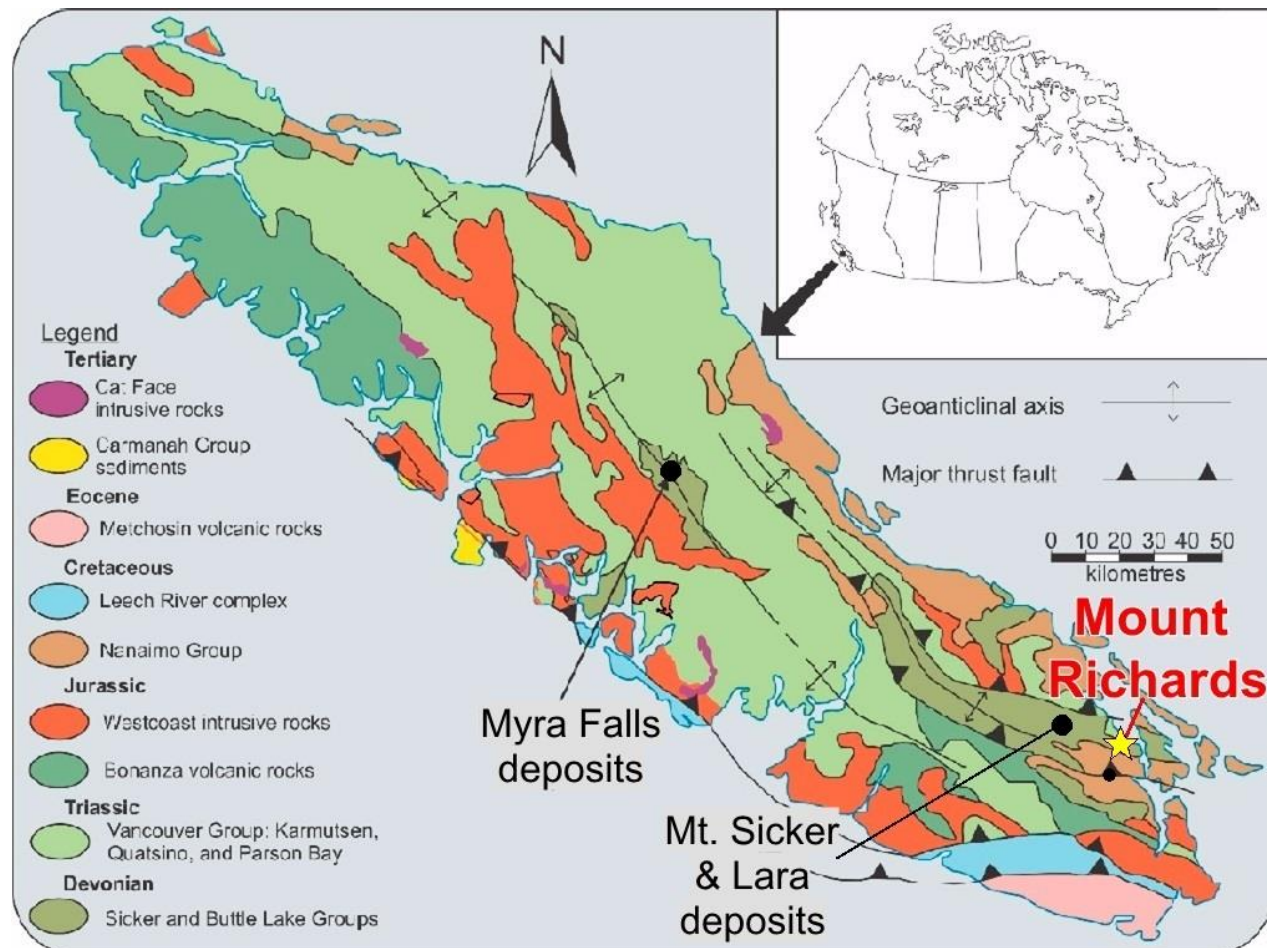 N
Legend
Tertiary
Cat Face
intrusive rocks
Carmanah Group
sediments
Eocene
Metchosin volcanic rocks
Cretaceous
Leech River complex
Nanaimo Group
Jurassic
Westcoast intrusive rocks
Bonanza volcanic rocks
Triassic
Vancouver Group: Karmutsen,
Quatsino, and Parson Bay
Devonian
Sicker and Buttle Lake Groups
Geoanticlinal axis
Major thrust fault
0 10 20 30 40 50
kilometres
Mount
Richards
Myra Falls
deposits
Mt. Sicker
& Lara
deposits